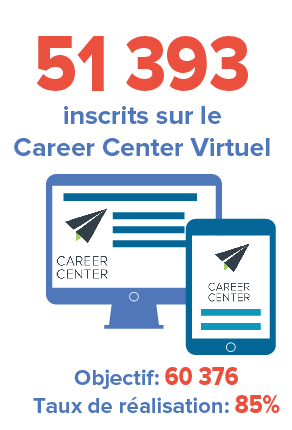 51 393
inscrits sur le
Career Center Virtuel
CAREER
CENTER
CAREER
CENTER
Objectif: 60 376
Taux de réalisation: 85%